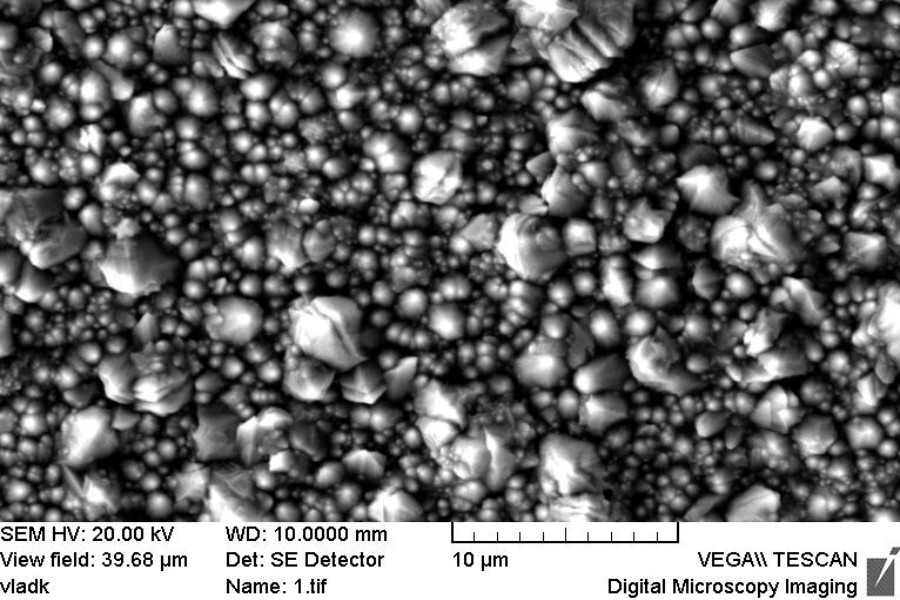 SEM HV: 20.00 kV WD: 10.0000 mm
View field: 39.68 µm Det: SE Detector 10 µm VEGA\\ TESCAN
vladk Name: 1.tif Digital Microscopy Imaging